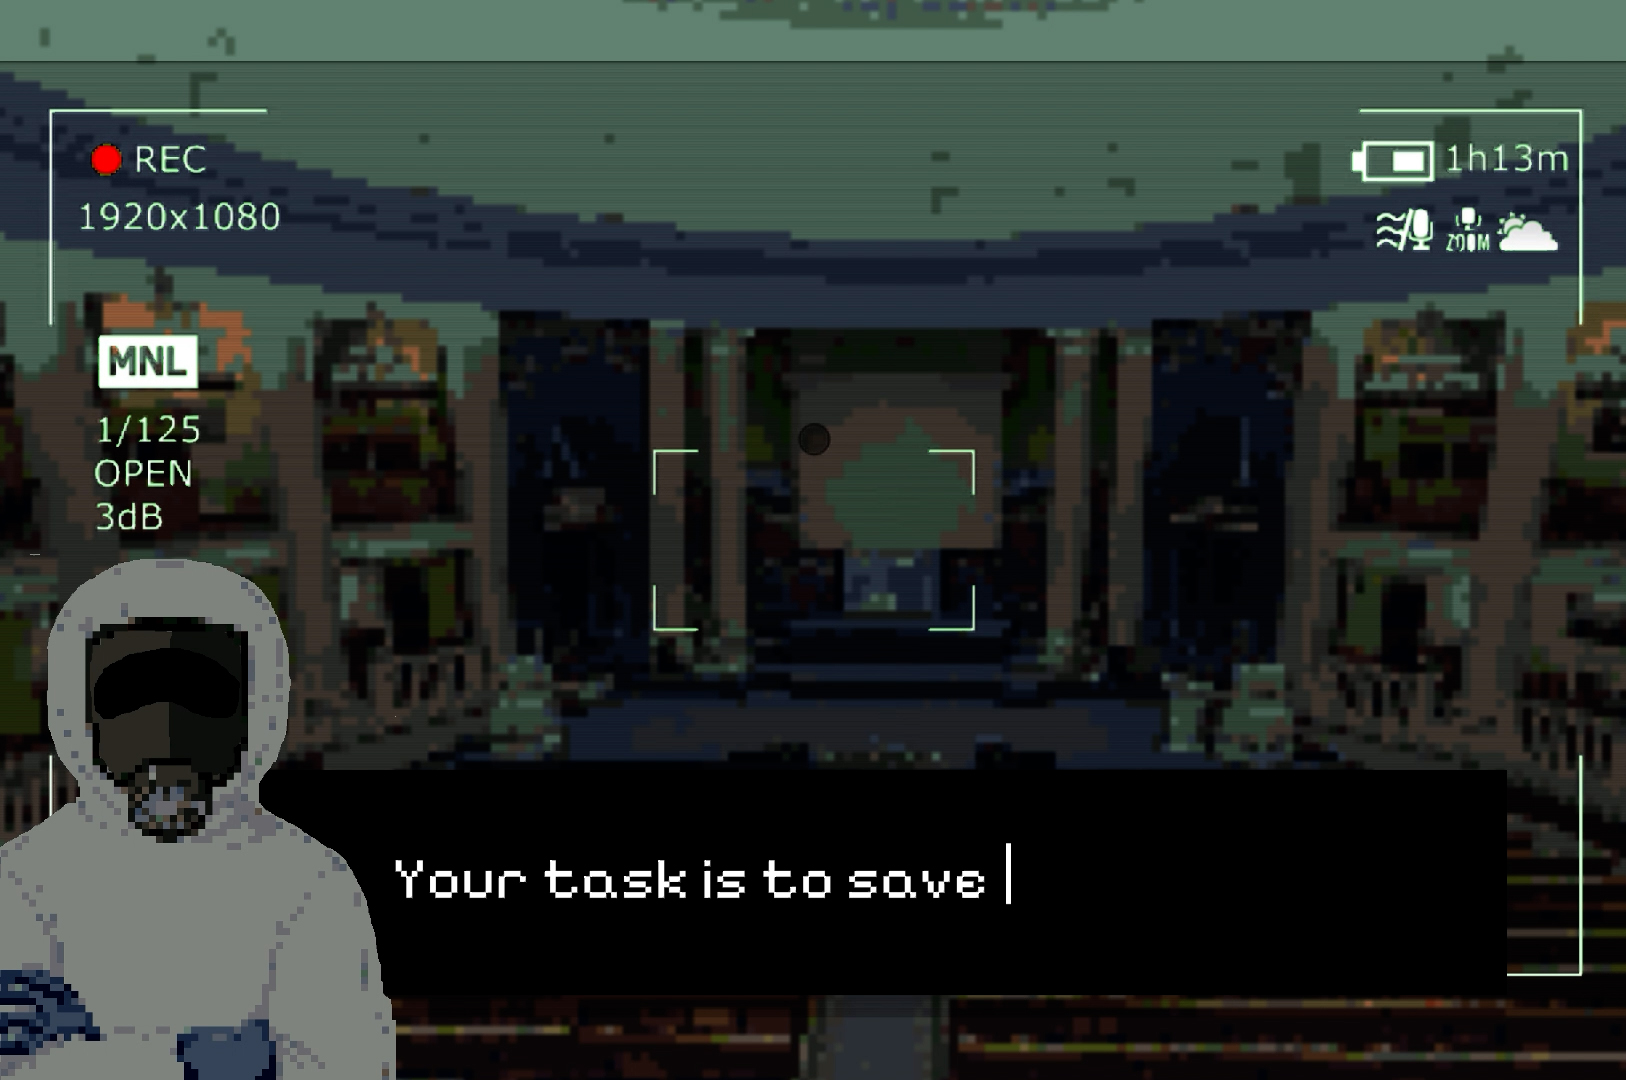 REC
1h13m
1920x1080
ZOOM
MNL
1/125
OPEN
3dB
Your task is to save